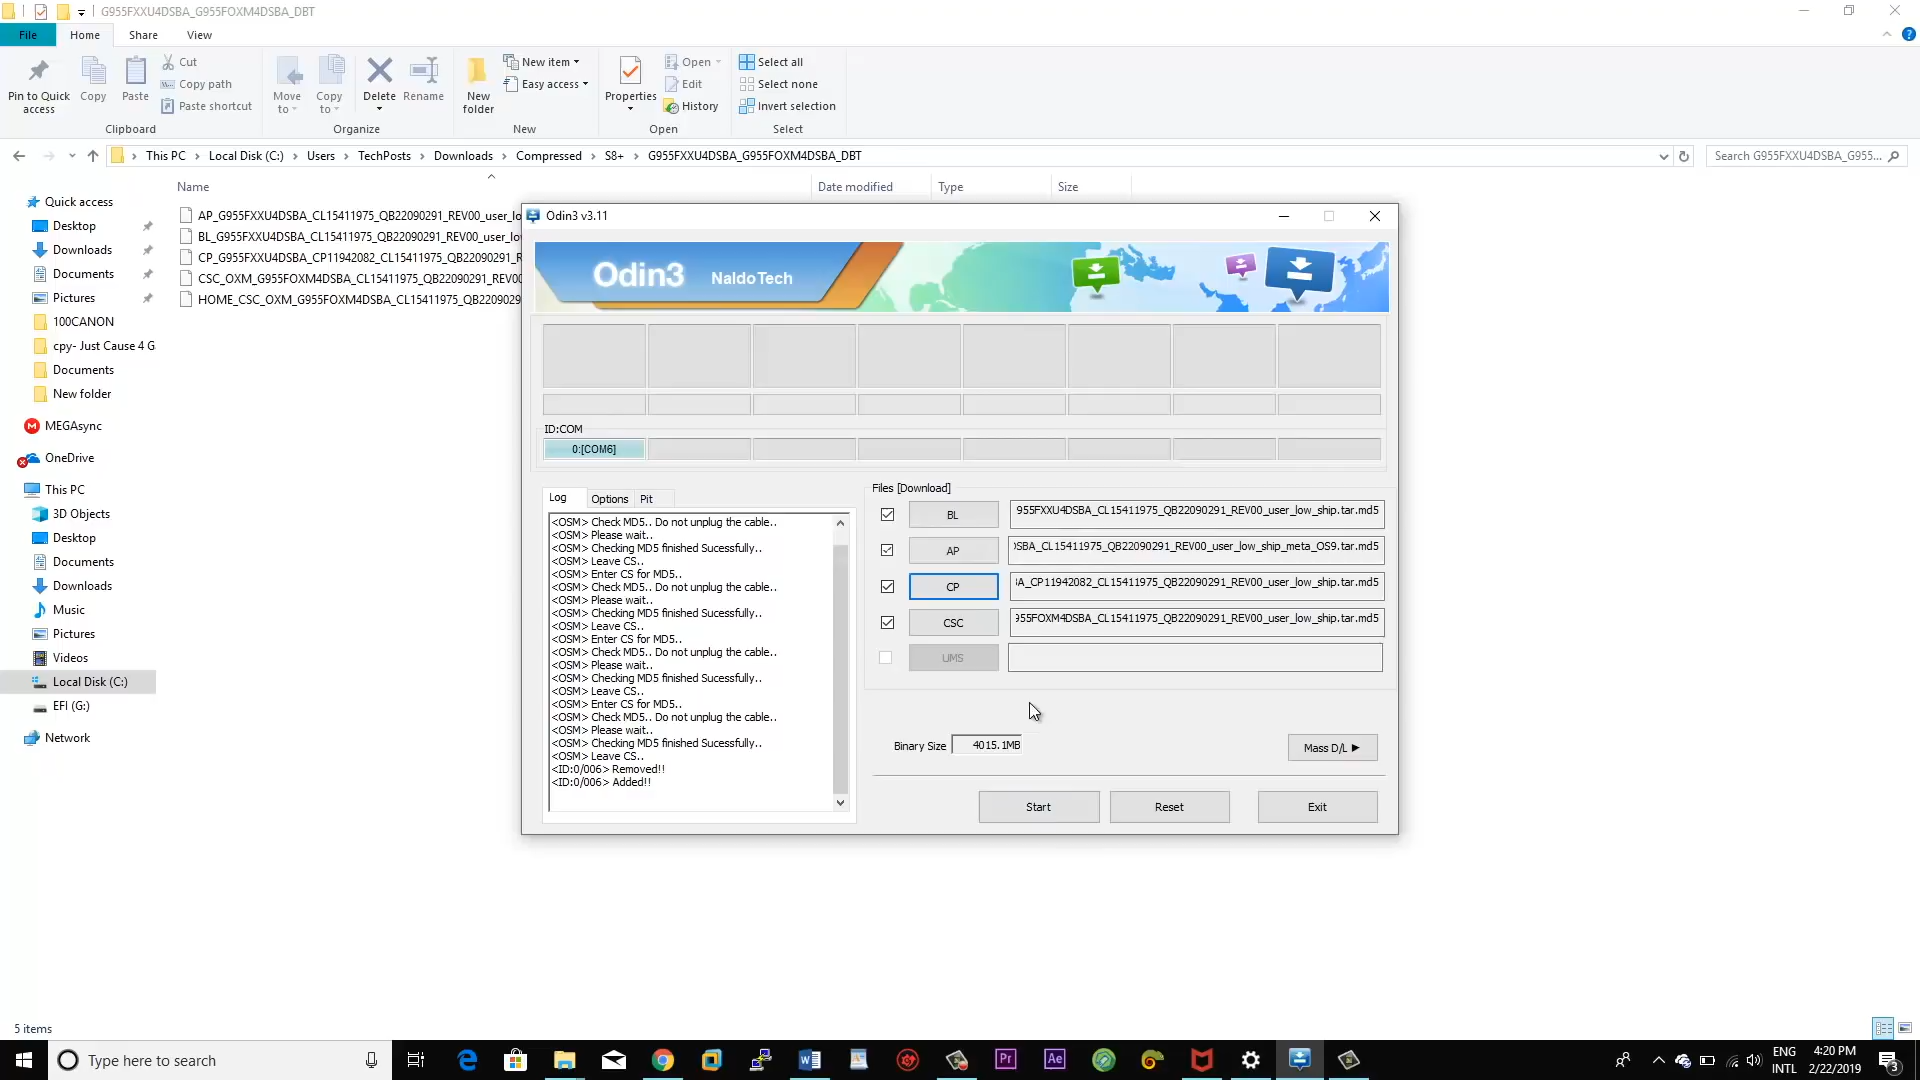 G955FXXU4DSBA_G955FOXM4DSBA_DBT
File
Home
Share
View
Pin to Quick access
Copy
Paste
Cut
Copy path
Paste shortcut
Clipboard
Move to
Copy to
Delete
Rename
Organize
New folder
New item
Easy access
New
Properties
Open
Edit
History
Open
Select all
Select none
Invert selection
Select
This PC > Local Disk (C:) > Users > TechPosts > Downloads > Compressed > S8+ > G955FXXU4DSBA_G955FOXM4DSBA_DBT
Search G955FXXU4DSBA_G955...
Name
Date modified
Type
Size
AP_G955FXXU4DSBA_CL15411975_QB22090291_REV00_user_lo
BL_G955FXXU4DSBA_CL15411975_QB22090291_REV00_user_lo
CP_G955FXXU4DSBA_CP11942082_CL15411975_QB22090291_R
CSC_OXM_G955FOXM4DSBA_CL15411975_QB22090291_REV00
HOME_CSC_OXM_G955FOXM4DSBA_CL15411975_QB2209029
Quick access
Desktop
Downloads
Documents
Pictures
100CANON
cpy- Just Cause 4 G
Documents
New folder
MEGAsync
OneDrive
This PC
3D Objects
Desktop
Documents
Downloads
Music
Pictures
Videos
Local Disk (C:)
EFI (G:)
Network
5 items
Odin3 v3.11
Odin3 NaldoTech
ID:COM
0:[COM6]
Log
Options
Pit
<OSM> Check MD5.. Do not unplug the cable..
<OSM> Please wait..
<OSM> Checking MD5 finished Sucessfully..
<OSM> Leave CS..
<OSM> Enter CS for MD5..
<OSM> Check MD5.. Do not unplug the cable..
<OSM> Please wait..
<OSM> Checking MD5 finished Sucessfully..
<OSM> Leave CS..
<OSM> Enter CS for MD5..
<OSM> Check MD5.. Do not unplug the cable..
<OSM> Please wait..
<OSM> Checking MD5 finished Sucessfully..
<OSM> Leave CS..
<OSM> Enter CS for MD5..
<OSM> Check MD5.. Do not unplug the cable..
<OSM> Please wait..
<OSM> Checking MD5 finished Sucessfully..
<OSM> Leave CS..
<ID:0/006> Removed!!
<ID:0/006> Added!!
Files [Download]
BL
955FXXU4DSBA_CL15411975_QB22090291_REV00_user_low_ship.tar.md5
AP
DSBA_CL15411975_QB22090291_REV00_user_low_ship_meta_OS9.tar.md5
CP
3A_CP11942082_CL15411975_QB22090291_REV00_user_low_ship.tar.md5
CSC
955FOXM4DSBA_CL15411975_QB22090291_REV00_user_low_ship.tar.md5
UMS
Binary Size
4015.1MB
Mass D/L ►
Start
Reset
Exit
Type here to search
Pr
Ae
ENG
INTL
4:20 PM
2/22/2019
3